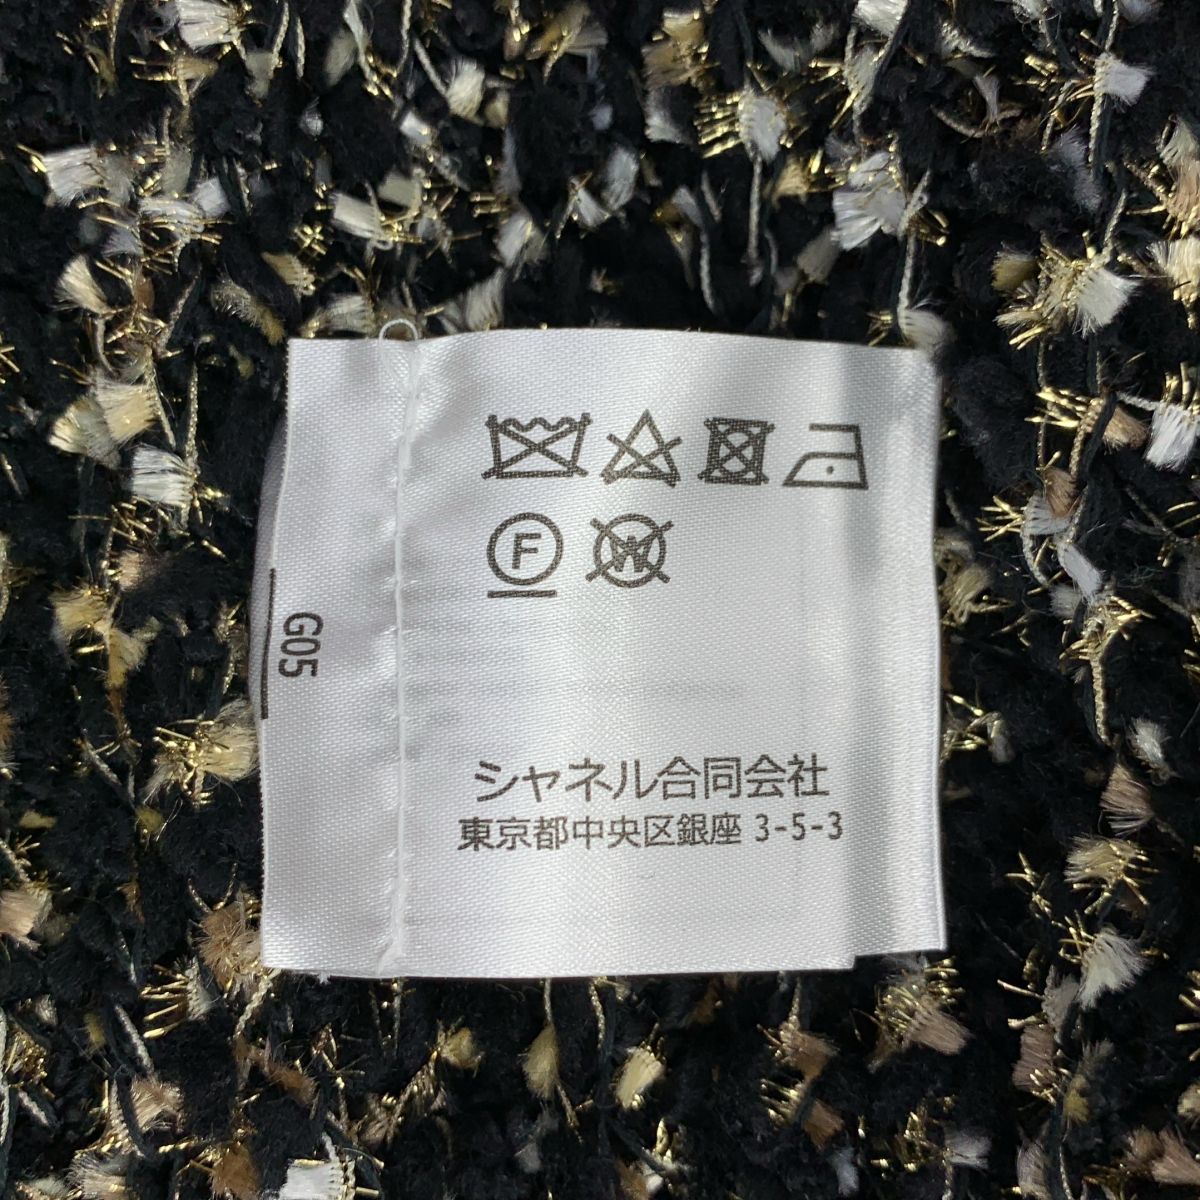 F W
G05
シャネル合同会社
東京都中央区銀座 3-5-3